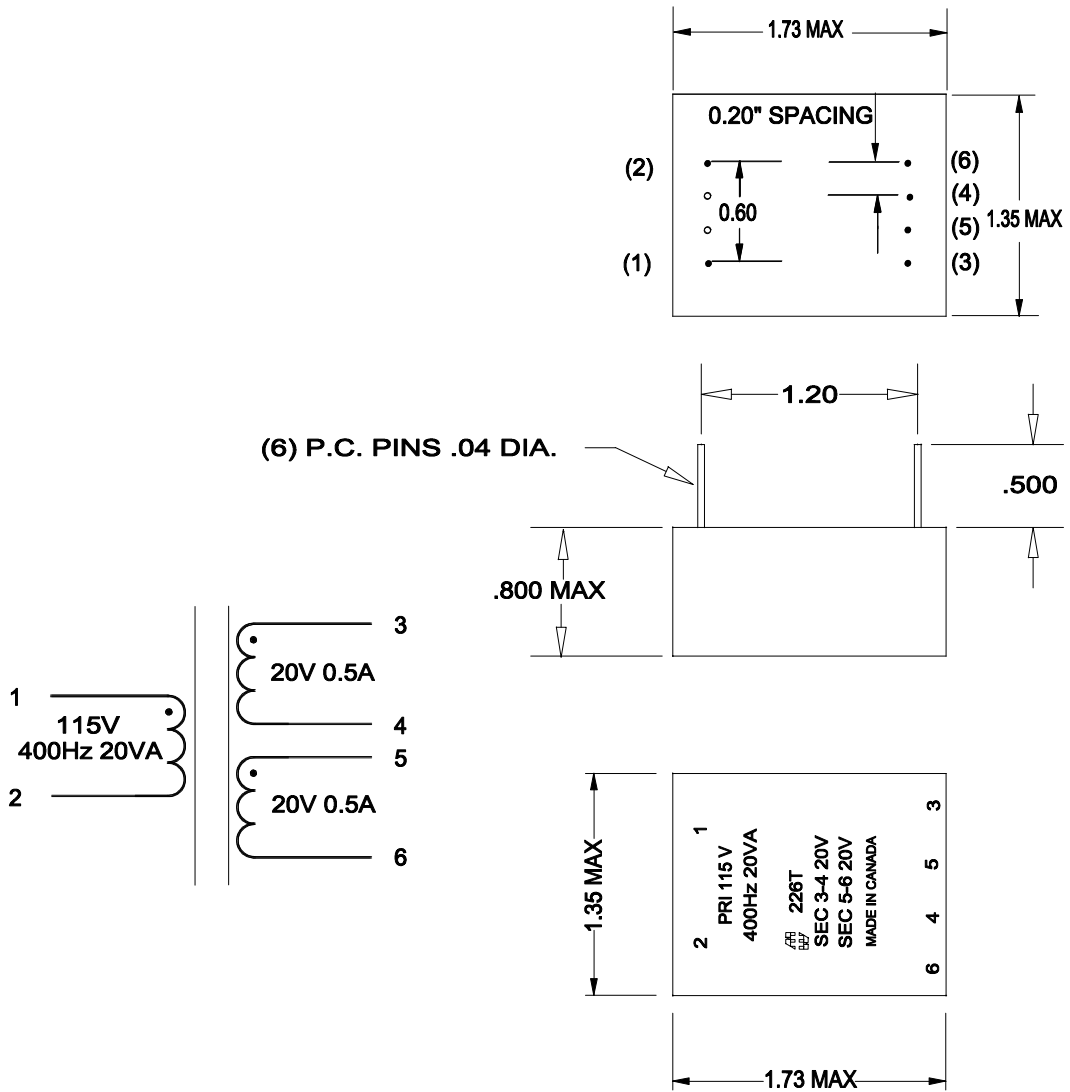 1.73 MAX
0.20" SPACING
(2)
(6)
(4)
0.60
(5)
1.35 MAX
(1)
(3)
1.20
(6) P.C. PINS .04 DIA.
.500
.800 MAX
3
20V 0.5A
1
115V
4
400Hz 20VA
5
2
20V 0.5A
6
1.35 MAX
1
2
PRI 115 V
400Hz 20VA
226T
SEC 3-4 20V
SEC 5-6 20V
MADE IN CANADA
3
5
4
6
1.73 MAX